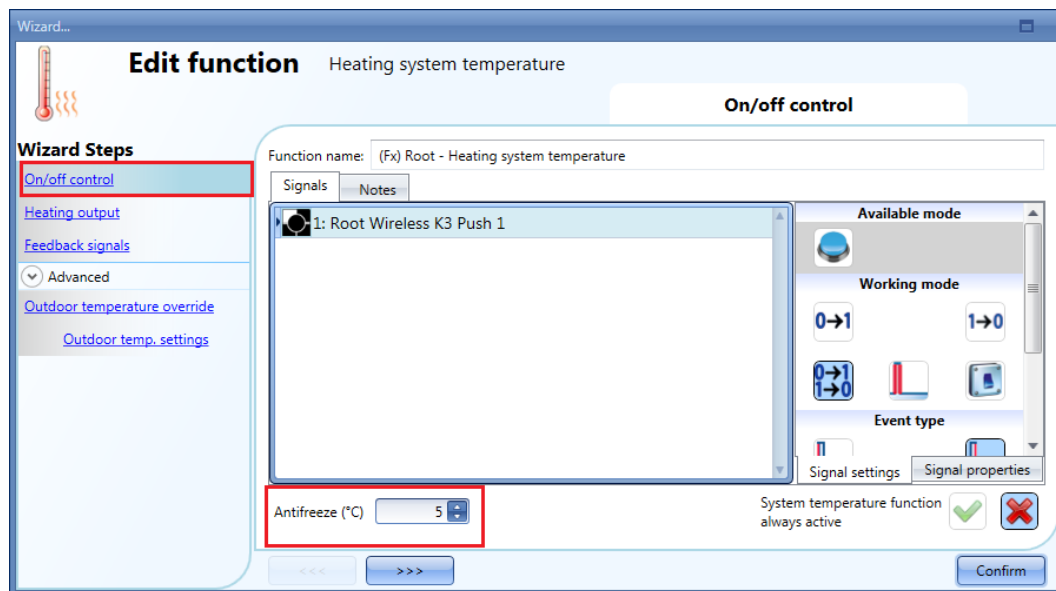 Wizard...
Edit function Heating system temperature
On/off control
Wizard Steps
On/off control
Heating output
Feedback signals
Advanced
Outdoor temperature override
Outdoor temp. settings
Function name: (Fx) Root - Heating system temperature
Signals Notes
1: Root Wireless K3 Push 1
Available mode
Working mode
0→1 1→0
0→1
1→0
Event type
Signal settings Signal properties
Antifreeze (°C) 5
System temperature function
always active
<<< >>> Confirm